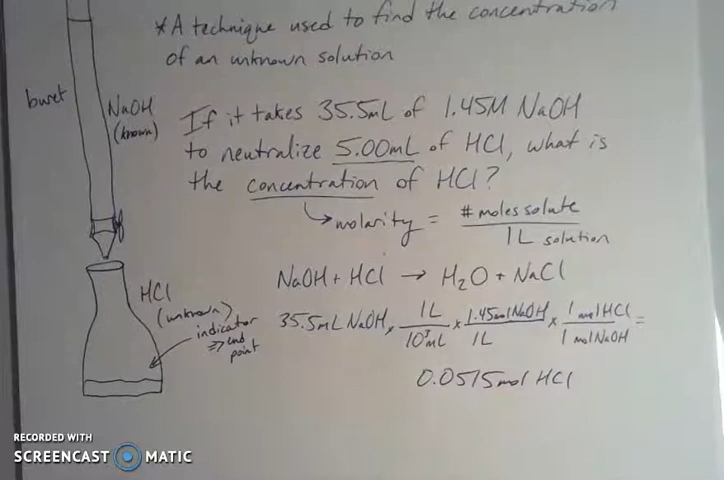 *A technique used to find the concentration
of an unknown solution
buret
NaOH
(known)
If it takes 35.5mL of 1.45M NaOH
to neutralize 5.00mL of HCl, what is
the concentration of HCl?
→molarity = #moles solute
1L solution
NaOH + HCl → H₂O + NaCl
HCl
(unknown)
indicator
⇒ end
point
35.5mL NaOH x 1L/10³mL x 1.45mol NaOH/1L x 1 mol HCl/1 mol NaOH =
0.0515mol HCl
RECORDED WITH
SCREENCAST MATIC